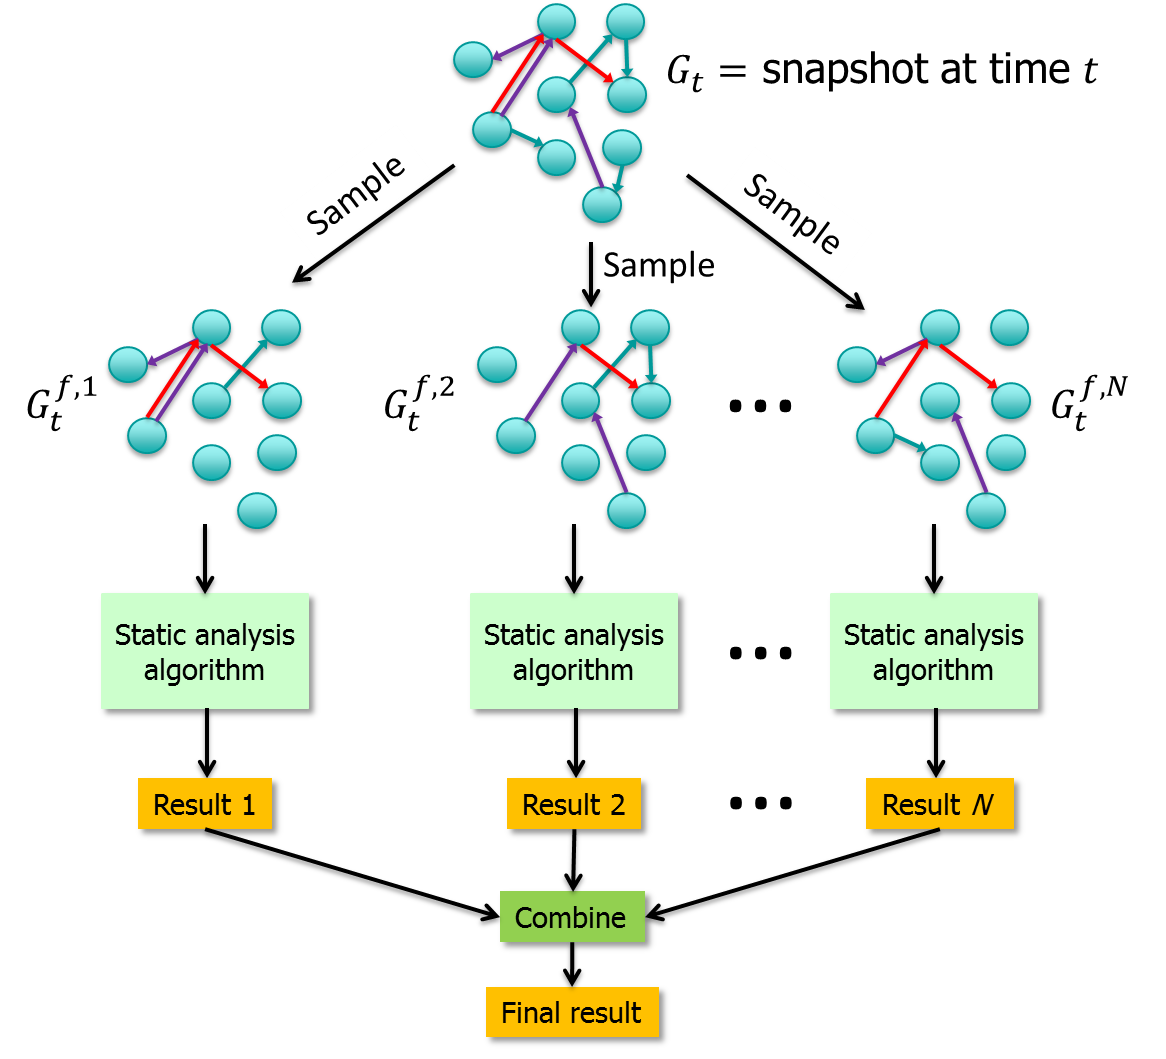 G_t = snapshot at time t
Sample
Sample
Sample
G_t^{f,1}
G_t^{f,2}
...
G_t^{f,N}
Static analysis
algorithm
Static analysis
algorithm
...
Static analysis
algorithm
Result 1
Result 2
...
Result N
Combine
Final result